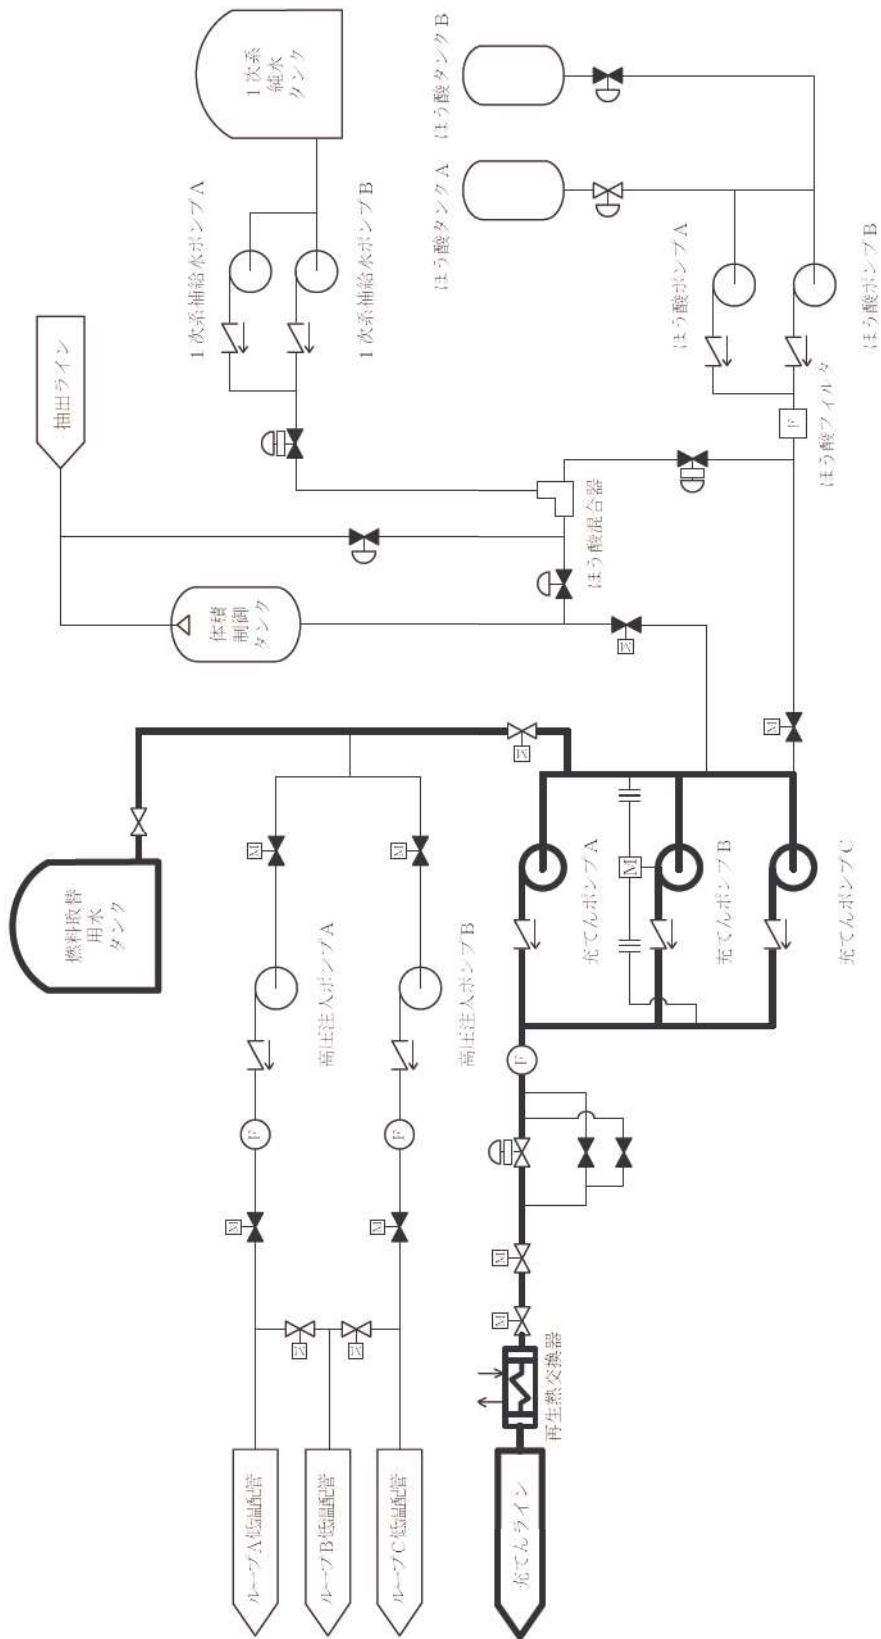 燃料取替
用水
タンク
体積
制御
タンク
抽出ライン
1次系
純水
タンク
1次系補給水ポンプA
1次系補給水ポンプB
ほう酸タンクB
ほう酸タンクA
ほう酸ポンプA
ほう酸ポンプB
ほう酸フィルタ
F
ほう酸混合器
M
M
M
M
M
高圧注入ポンプA
高圧注入ポンプB
F
F
M
M
M
M
充てんポンプA
充てんポンプB
充てんポンプC
M
F
M
M
再生熱交換器
ループA低温配管
ループB低温配管
ループC低温配管
充てんライン